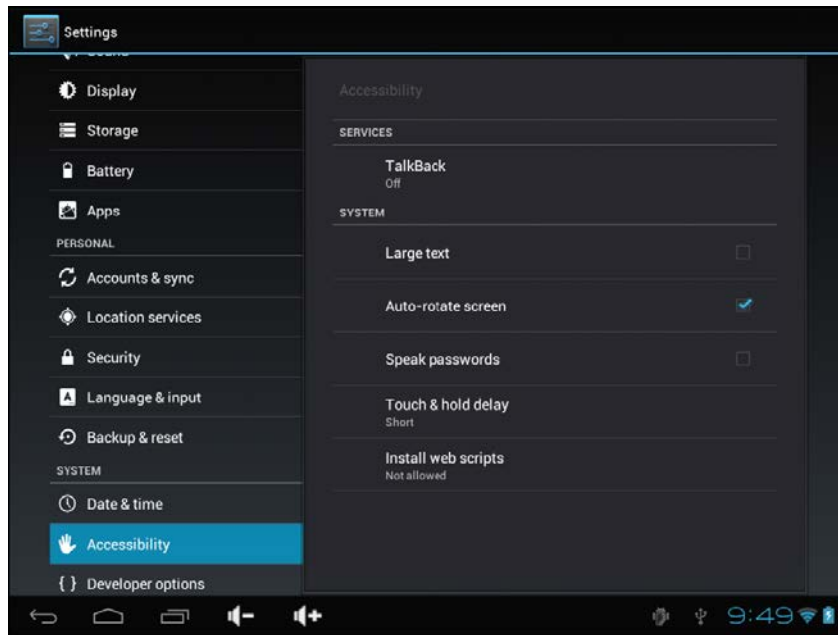 Settings
Display
Storage
Battery
Apps
PERSONAL
Accounts & sync
Location services
Security
Language & input
Backup & reset
SYSTEM
Date & time
Accessibility
{ } Developer options
Accessibility
SERVICES
TalkBack
Off
SYSTEM
Large text
Auto-rotate screen
Speak passwords
Touch & hold delay
Short
Install web scripts
Not allowed
9:49